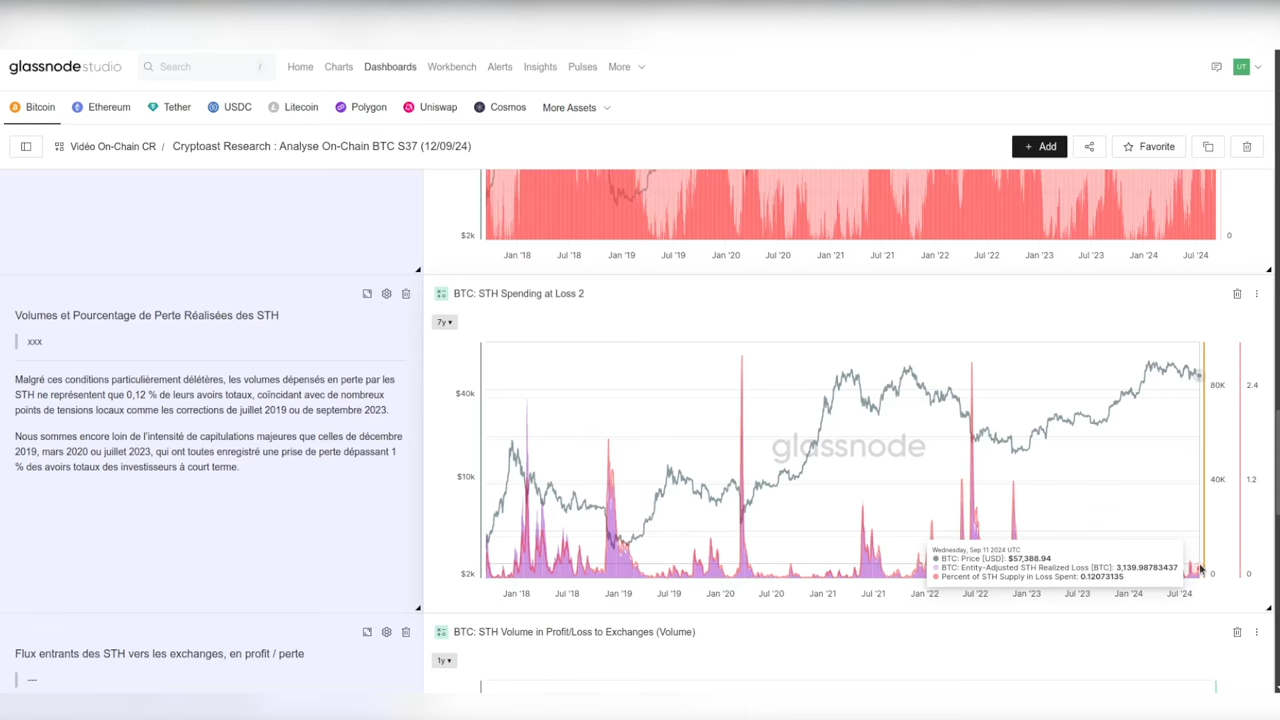 glassnode studio
Search /
Home Charts Dashboards Workbench Alerts Insights Pulses More
UT
Bitcoin Ethereum Tether USDC Litecoin Polygon Uniswap Cosmos More Assets
Vidéo On-Chain CR / Cryptoast Research : Analyse On-Chain BTC S37 (12/09/24)
+ Add
Favorite
$2k
0
Jan '18 Jul '18 Jan '19 Jul '19 Jan '20 Jul '20 Jan '21 Jul '21 Jan '22 Jul '22 Jan '23 Jul '23 Jan '24 Jul '24
Volumes et Pourcentage de Perte Réalisées des STH
xxx
Malgré ces conditions particulièrement délétères, les volumes dépensés en perte par les
STH ne représentent que 0,12 % de leurs avoirs totaux, coïncidant avec de nombreux
points de tensions locaux comme les corrections de juillet 2019 ou de septembre 2023.
Nous sommes encore loin de l'intensité de capitulations majeures que celles de décembre
2019, mars 2020 ou juillet 2023, qui ont toutes enregistré une prise de perte dépassant 1
% des avoirs totaux des investisseurs à court terme.
BTC: STH Spending at Loss 2
7y
$40k
$10k
$2k
80K
40K
0
2.4
1.2
0
glassnode
Wednesday, Sep 11 2024 UTC
BTC: Price [USD]: $57,388.94
BTC: Entity-Adjusted STH Realized Loss [BTC]: 3,139.98783437
Percent of STH Supply in Loss Spent: 0.12073135
Jan '18 Jul '18 Jan '19 Jul '19 Jan '20 Jul '20 Jan '21 Jul '21 Jan '22 Jul '22 Jan '23 Jul '23 Jan '24 Jul '24
Flux entrants des STH vers les exchanges, en profit / perte
---
BTC: STH Volume in Profit/Loss to Exchanges (Volume)
1y